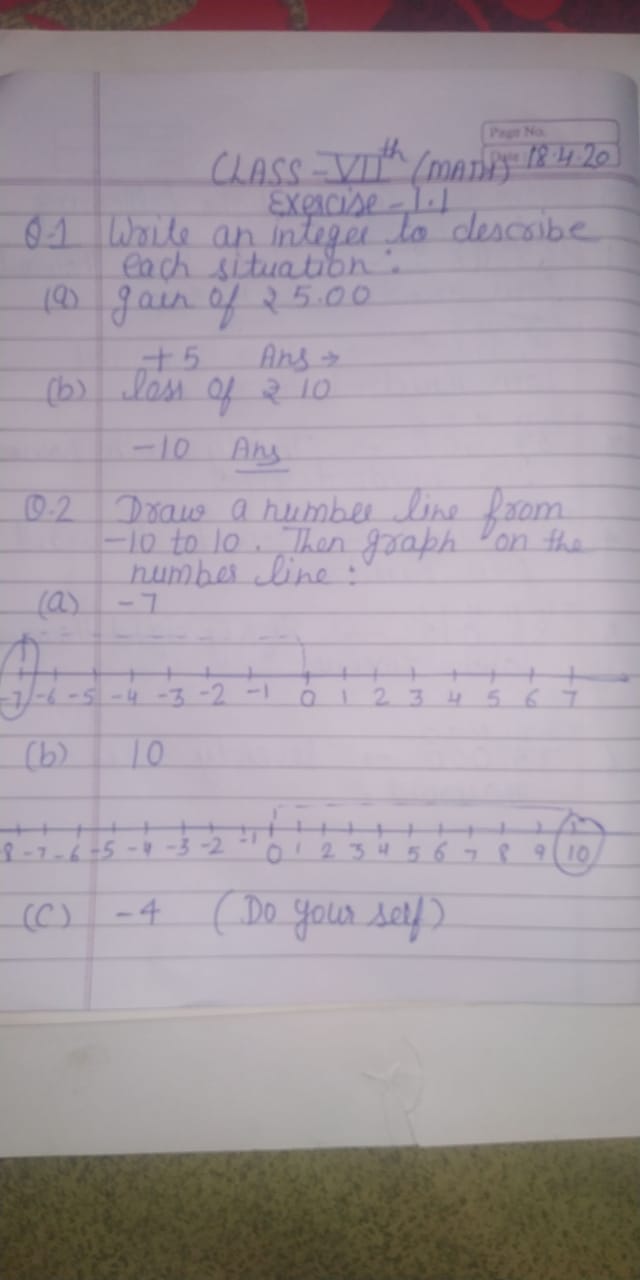 Page No.
Date 18.4.20
CLASS - VIIth (MATH)
Exercise - 1.1
Q.1 Write an integer to describe
each situation :
(a) gain of ₹ 5.00
+5 Ans →
(b) loss of ₹ 10
-10 Ans
Q.2 Draw a number line from
-10 to 10. Then graph on the
number line :
(a) -7
-7 -6 -5 -4 -3 -2 -1 0 1 2 3 4 5 6 7
(b) 10
-8 -7 -6 -5 -4 -3 -2 -1 0 1 2 3 4 5 6 7 8 9 10
(C) -4 (Do your self)